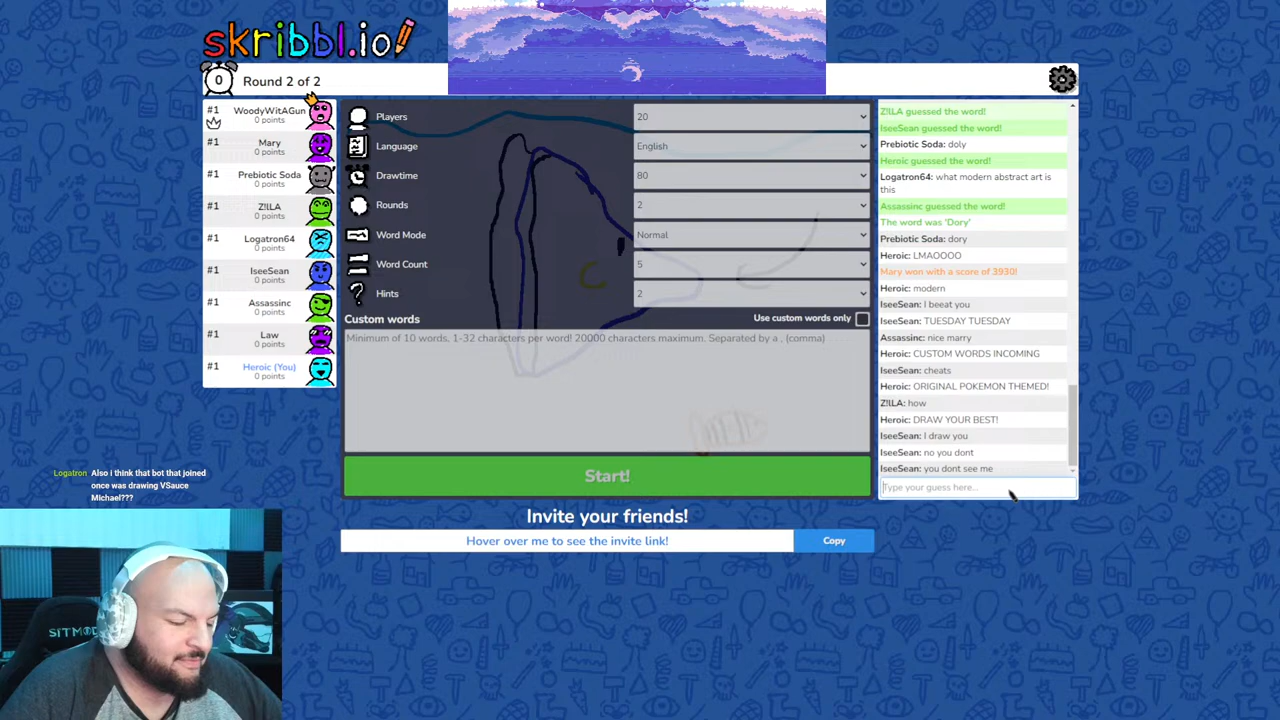 skribbl.io
0
Round 2 of 2
#1 WoodyWitAGun
0 points
#1 Mary
0 points
#1 Prebiotic Soda
0 points
#1 Z!lLA
0 points
#1 Logatron64
0 points
#1 IseeSean
0 points
#1 Assassinc
0 points
#1 Law
0 points
#1 Heroic (You)
0 points
Players 20
Language English
Drawtime 80
Rounds 2
Word Mode Normal
Word Count 5
Hints 2
Custom words Use custom words only
Minimum of 10 words, 1-32 characters per word! 20000 characters maximum. Separated by a , (comma)
Start!
Invite your friends!
Hover over me to see the invite link! Copy
Z!lLA guessed the word!
IseeSean guessed the word!
Prebiotic Soda: doly
Heroic guessed the word!
Logatron64: what modern abstract art is
this
Assassinc guessed the word!
The word was 'Dory'
Prebiotic Soda: dory
Heroic: LMAOOOO
Mary won with a score of 3930!
Heroic: modern
IseeSean: I beeat you
IseeSean: TUESDAY TUESDAY
Assassinc: nice marry
Heroic: CUSTOM WORDS INCOMING
IseeSean: cheats
Heroic: ORIGINAL POKEMON THEMED!
Z!lLA: how
Heroic: DRAW YOUR BEST!
IseeSean: I draw you
IseeSean: no you dont
IseeSean: you dont see me
Type your guess here...
Logatron Also i think that bot that joined
once was drawing VSauce
Michael???